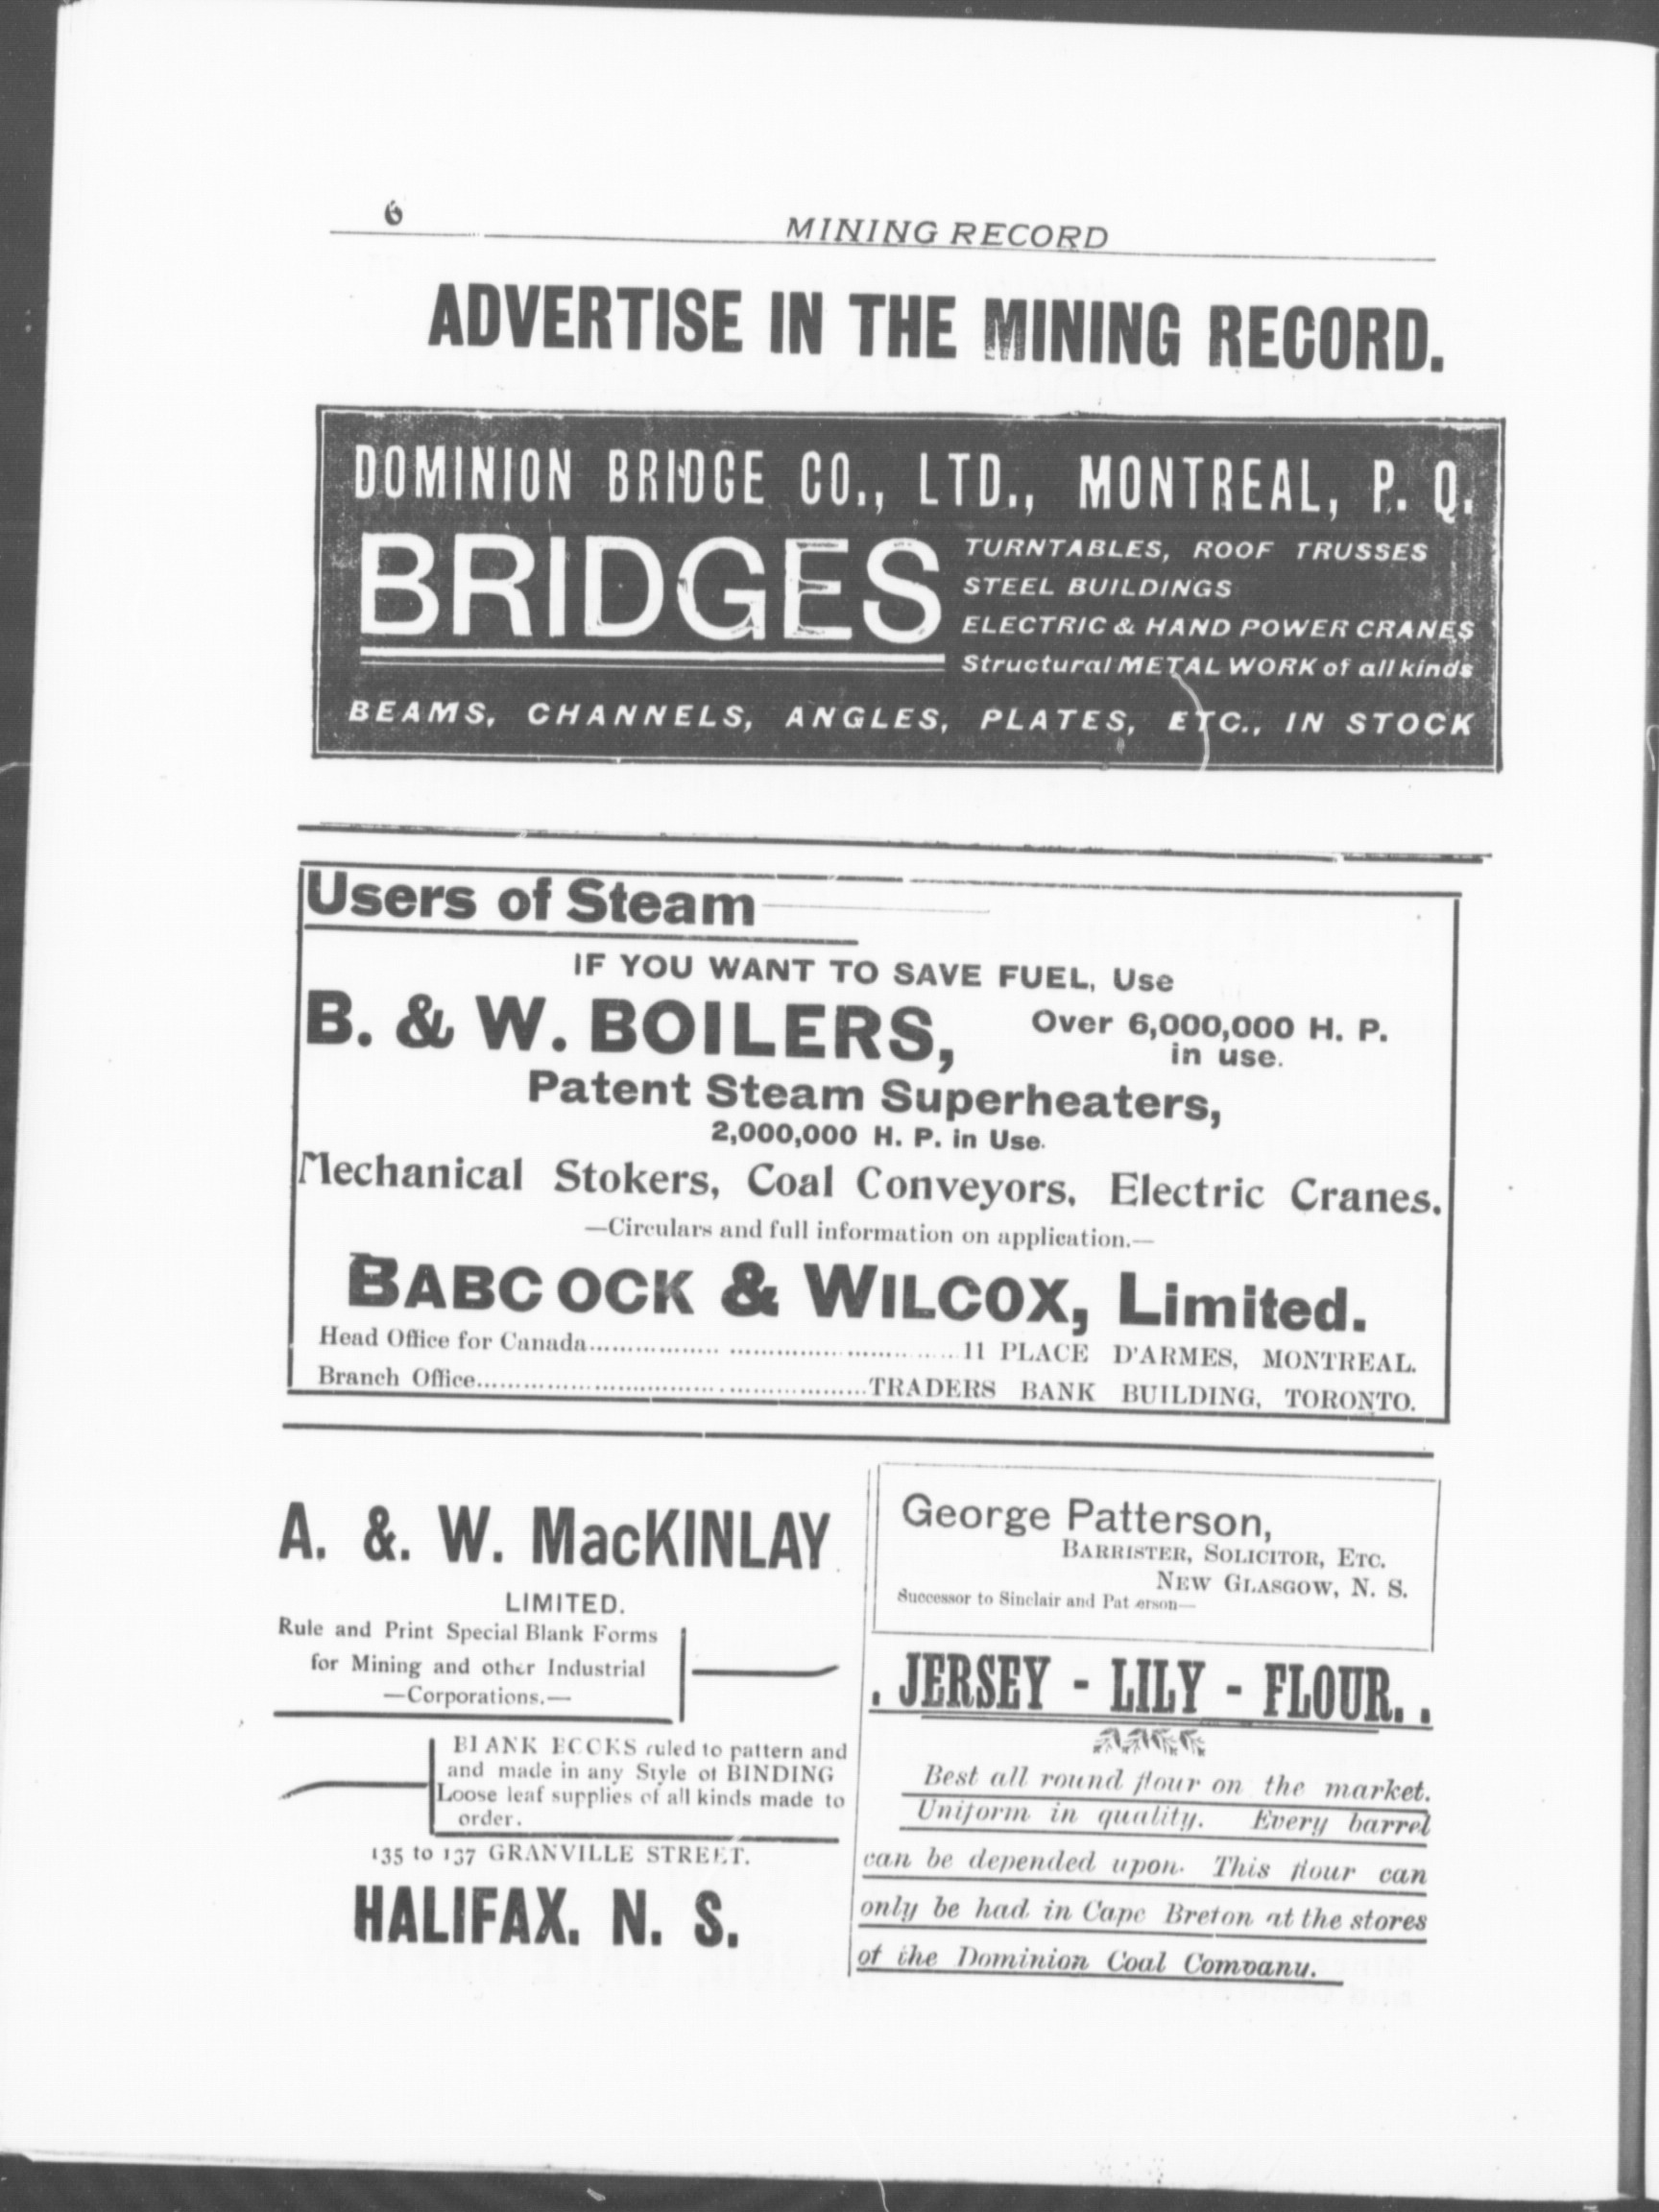 6
MINING RECORD
ADVERTISE IN THE MINING RECORD.
DOMINION BRIDGE CO., LTD., MONTREAL, P. Q.
BRIDGES
TURNTABLES, ROOF TRUSSES
STEEL BUILDINGS
ELECTRIC & HAND POWER CRANES
Structural METAL WORK of all kinds
BEAMS, CHANNELS, ANGLES, PLATES, ETC., IN STOCK
Users of Steam
IF YOU WANT TO SAVE FUEL, Use
B. & W. BOILERS,
Over 6,000,000 H. P.
in use.
Patent Steam Superheaters,
2,000,000 H. P. in Use.
Mechanical Stokers, Coal Conveyors, Electric Cranes.
—Circulars and full information on application.—
BABCOCK & WILCOX, Limited.
Head Office for Canada........................................11 PLACE D'ARMES, MONTREAL.
Branch Office........................................TRADERS BANK BUILDING, TORONTO.
A. &. W. MacKINLAY
LIMITED.
Rule and Print Special Blank Forms
for Mining and other Industrial
—Corporations.—
BLANK BOOKS ruled to pattern and
and made in any Style of BINDING
Loose leaf supplies of all kinds made to
order.
135 to 137 GRANVILLE STREET.
HALIFAX. N. S.
George Patterson,
BARRISTER, SOLICITOR, ETC.
NEW GLASGOW, N. S.
Successor to Sinclair and Pat erson—
. JERSEY - LILY - FLOUR. .
Best all round flour on the market.
Uniform in quality. Every barrel
can be depended upon. This flour can
only be had in Cape Breton at the stores
of the Dominion Coal Company.